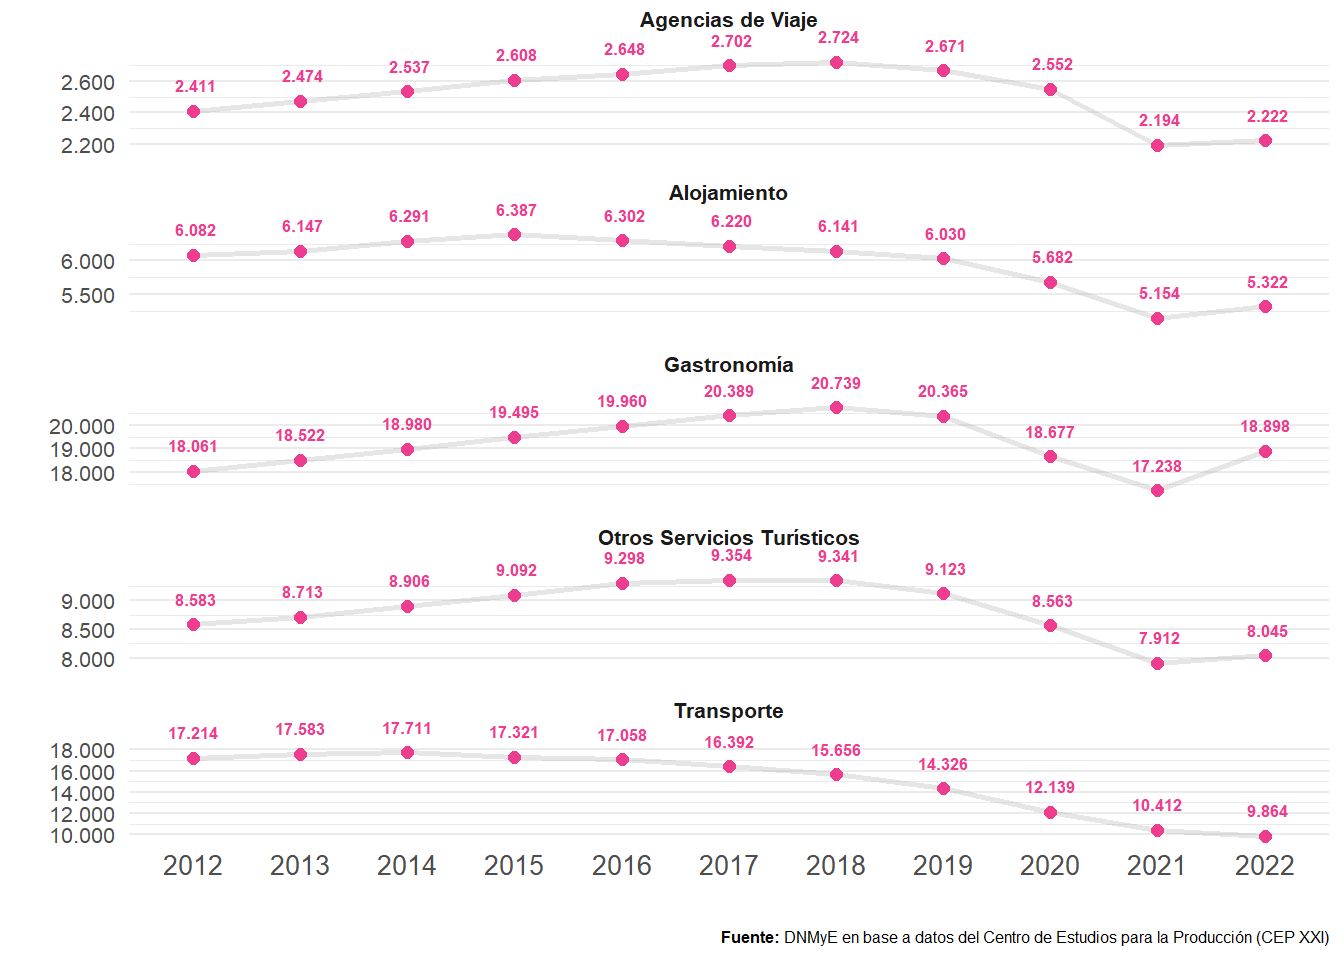 Agencias de Viaje
2.411 2.474 2.537 2.608 2.648 2.702 2.724 2.671 2.552 2.194 2.222
2.600
2.400
2.200
Alojamiento
6.082 6.147 6.291 6.387 6.302 6.220 6.141 6.030 5.682 5.154 5.322
6.000
5.500
Gastronomía
18.061 18.522 18.980 19.495 19.960 20.389 20.739 20.365 18.677 17.238 18.898
20.000
19.000
18.000
Otros Servicios Turísticos
8.583 8.713 8.906 9.092 9.298 9.354 9.341 9.123 8.563 7.912 8.045
9.000
8.500
8.000
Transporte
17.214 17.583 17.711 17.321 17.058 16.392 15.656 14.326 12.139 10.412 9.864
18.000
16.000
14.000
12.000
10.000
2012 2013 2014 2015 2016 2017 2018 2019 2020 2021 2022
Fuente: DNMyE en base a datos del Centro de Estudios para la Producción (CEP XXI)